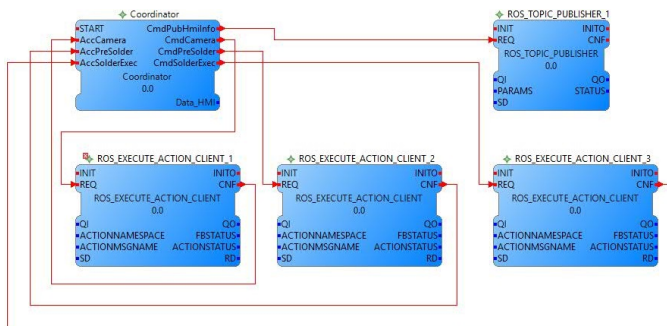 Coordinator
START CmdPubHmiInfo
AccCamera CmdCamera
AccPreSolder CmdPreSolder
AccSolderExec CmdSolderExec
Coordinator
0.0
Data_HMI
ROS_TOPIC_PUBLISHER_1
INIT INITO
REQ CNF
ROS_TOPIC_PUBLISHER
0.0
QI QO
PARAMS STATUS
SD
ROS_EXECUTE_ACTION_CLIENT_1
INIT INITO
REQ CNF
ROS_EXECUTE_ACTION_CLIENT
0.0
QI QO
ACTIONNAMESPACE FBSTATUS
ACTIONMSGNAME ACTIONSTATUS
SD RD
ROS_EXECUTE_ACTION_CLIENT_2
INIT INITO
REQ CNF
ROS_EXECUTE_ACTION_CLIENT
0.0
QI QO
ACTIONNAMESPACE FBSTATUS
ACTIONMSGNAME ACTIONSTATUS
SD RD
ROS_EXECUTE_ACTION_CLIENT_3
INIT INITO
REQ CNF
ROS_EXECUTE_ACTION_CLIENT
0.0
QI QO
ACTIONNAMESPACE FBSTATUS
ACTIONMSGNAME ACTIONSTATUS
SD RD